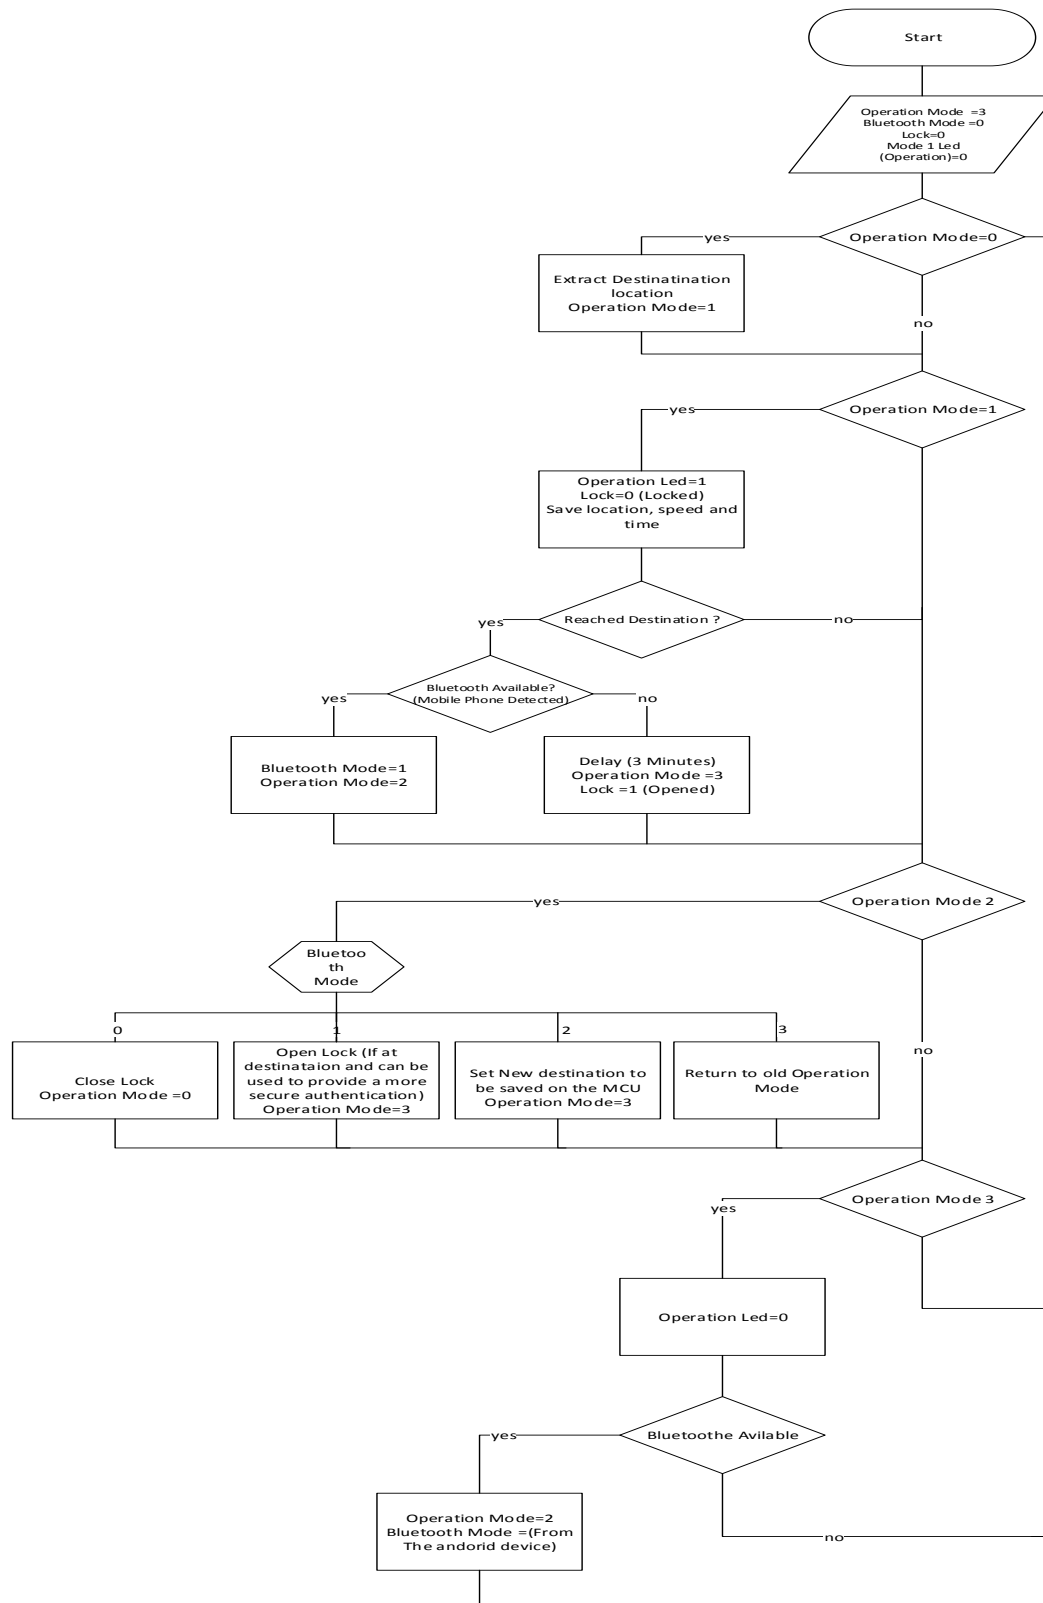 Start
Operation Mode =3
Bluetooth Mode =0
Lock=0
Mode 1 Led
(Operation)=0
Operation Mode=0
yes
Extract Destinatination
location
Operation Mode=1
no
Operation Mode=1
yes
Operation Led=1
Lock=0 (Locked)
Save location, speed and
time
Reached Destination ?
yes
no
Bluetooth Available?
(Mobile Phone Detected)
yes
no
Bluetooth Mode=1
Operation Mode=2
Delay (3 Minutes)
Operation Mode =3
Lock =1 (Opened)
Operation Mode 2
yes
Bluetoo
th
Mode
0
1
2
3
no
Close Lock
Operation Mode =0
Open Lock (If at
destinataion and can be
used to provide a more
secure authentication)
Operation Mode=3
Set New destination to
be saved on the MCU
Operation Mode=3
Return to old Operation
Mode
Operation Mode 3
yes
Operation Led=0
Bluetoothe Avilable
yes
no
Operation Mode=2
Bluetooth Mode =(From
The andorid device)